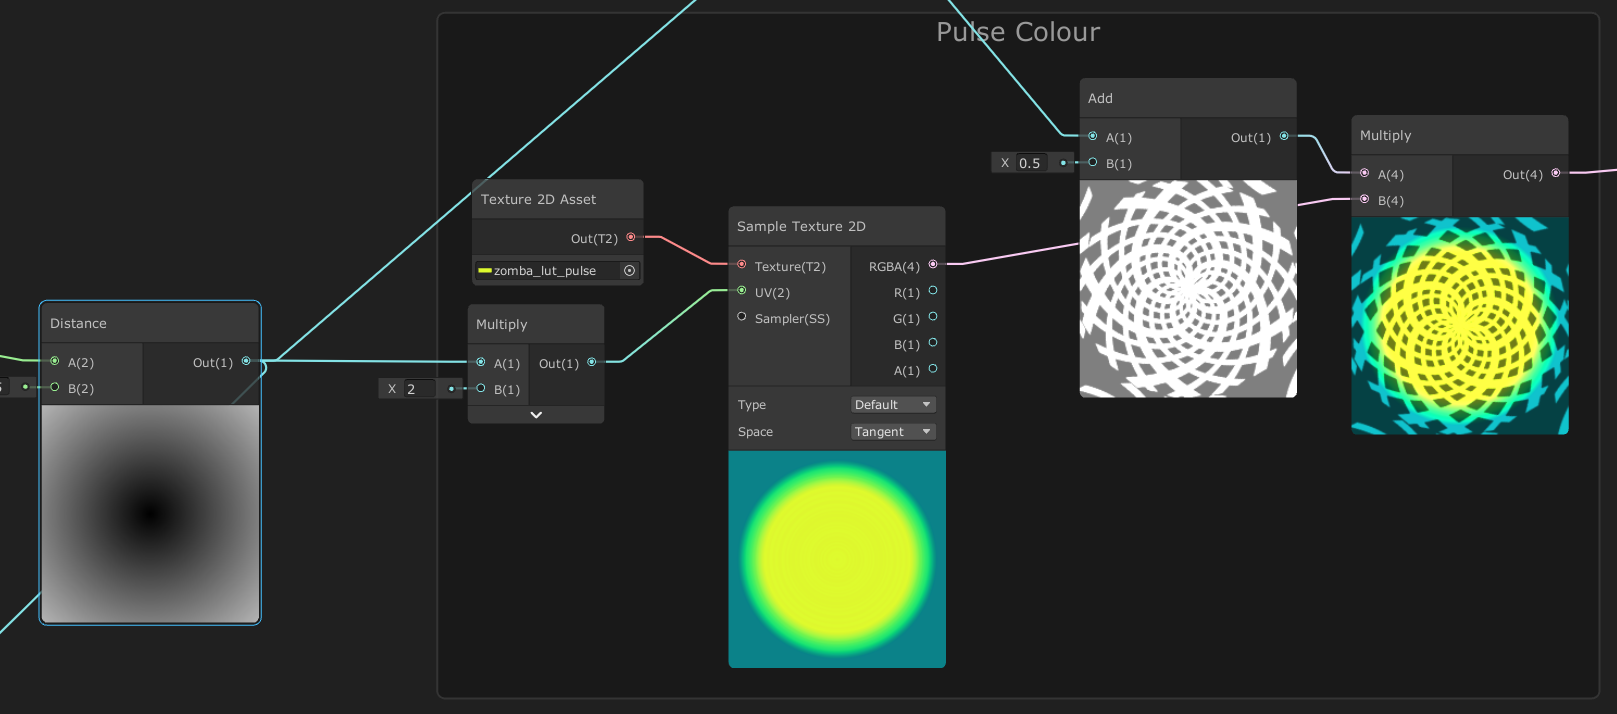 Pulse Colour
Add
A(1) Out(1)
X 0.5 B(1)
Multiply
A(4) Out(4)
B(4)
Texture 2D Asset
Out(T2)
zomba_lut_pulse
Sample Texture 2D
Texture(T2) RGBA(4)
UV(2) R(1)
Sampler(SS) G(1)
B(1)
A(1)
Type Default
Space Tangent
Distance
A(2) Out(1)
B(2)
Multiply
A(1) Out(1)
X 2 B(1)